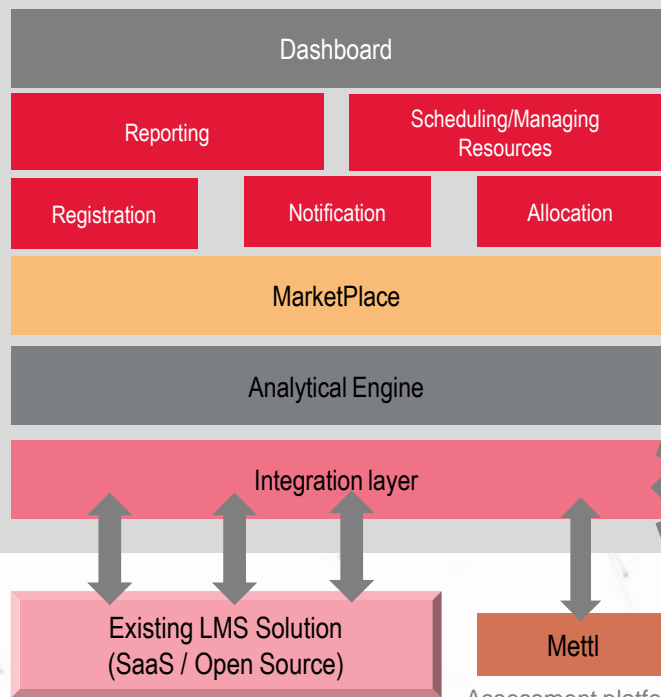 Dashboard
Reporting
Scheduling/Managing
Resources
Registration
Notification
Allocation
MarketPlace
Analytical Engine
Integration layer
Existing LMS Solution
(SaaS / Open Source)
Mettl
Assessment